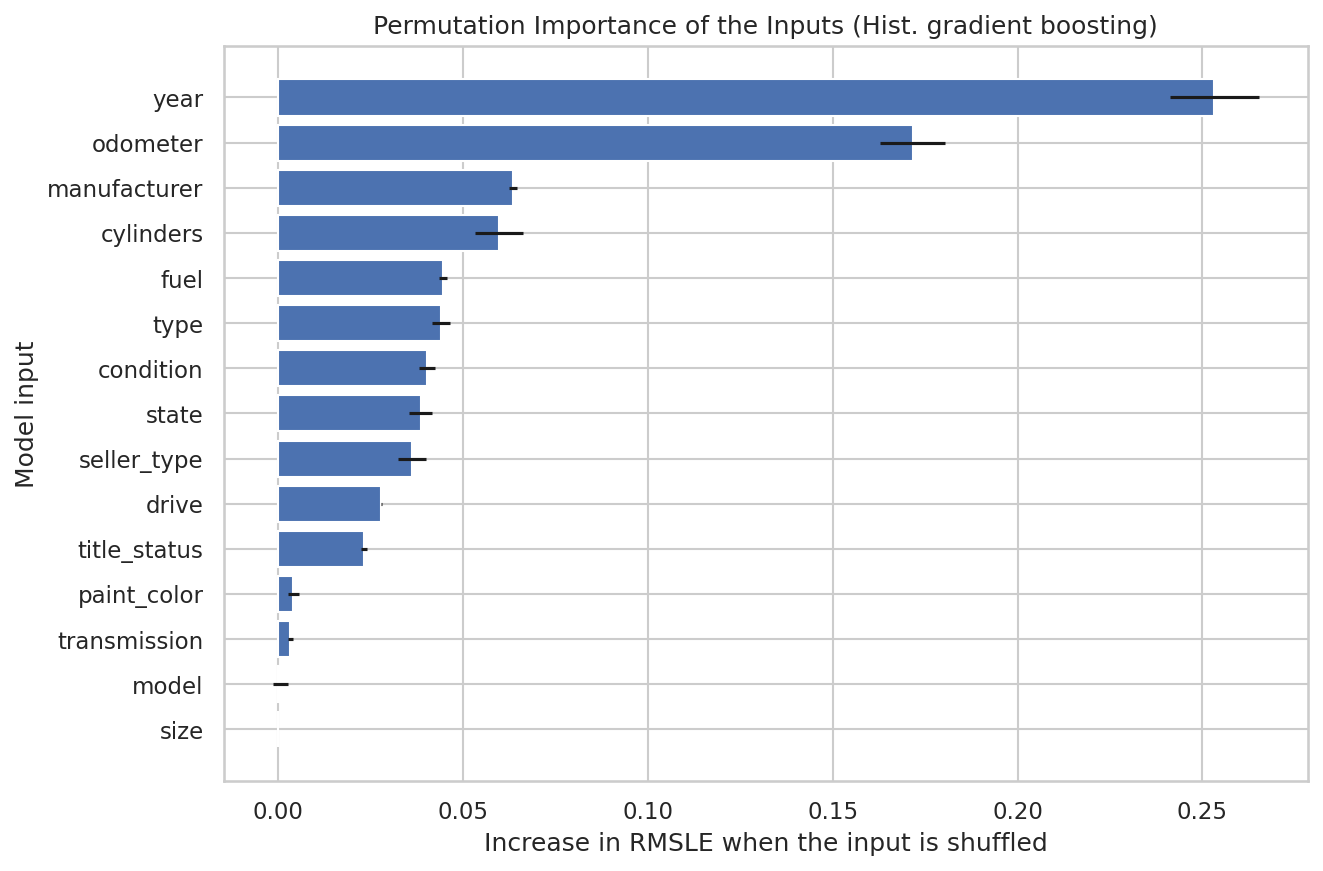 Permutation Importance of the Inputs (Hist. gradient boosting)
year
odometer
manufacturer
cylinders
fuel
type
condition
state
seller_type
drive
title_status
paint_color
transmission
model
size
Model input
0.00 0.05 0.10 0.15 0.20 0.25
Increase in RMSLE when the input is shuffled